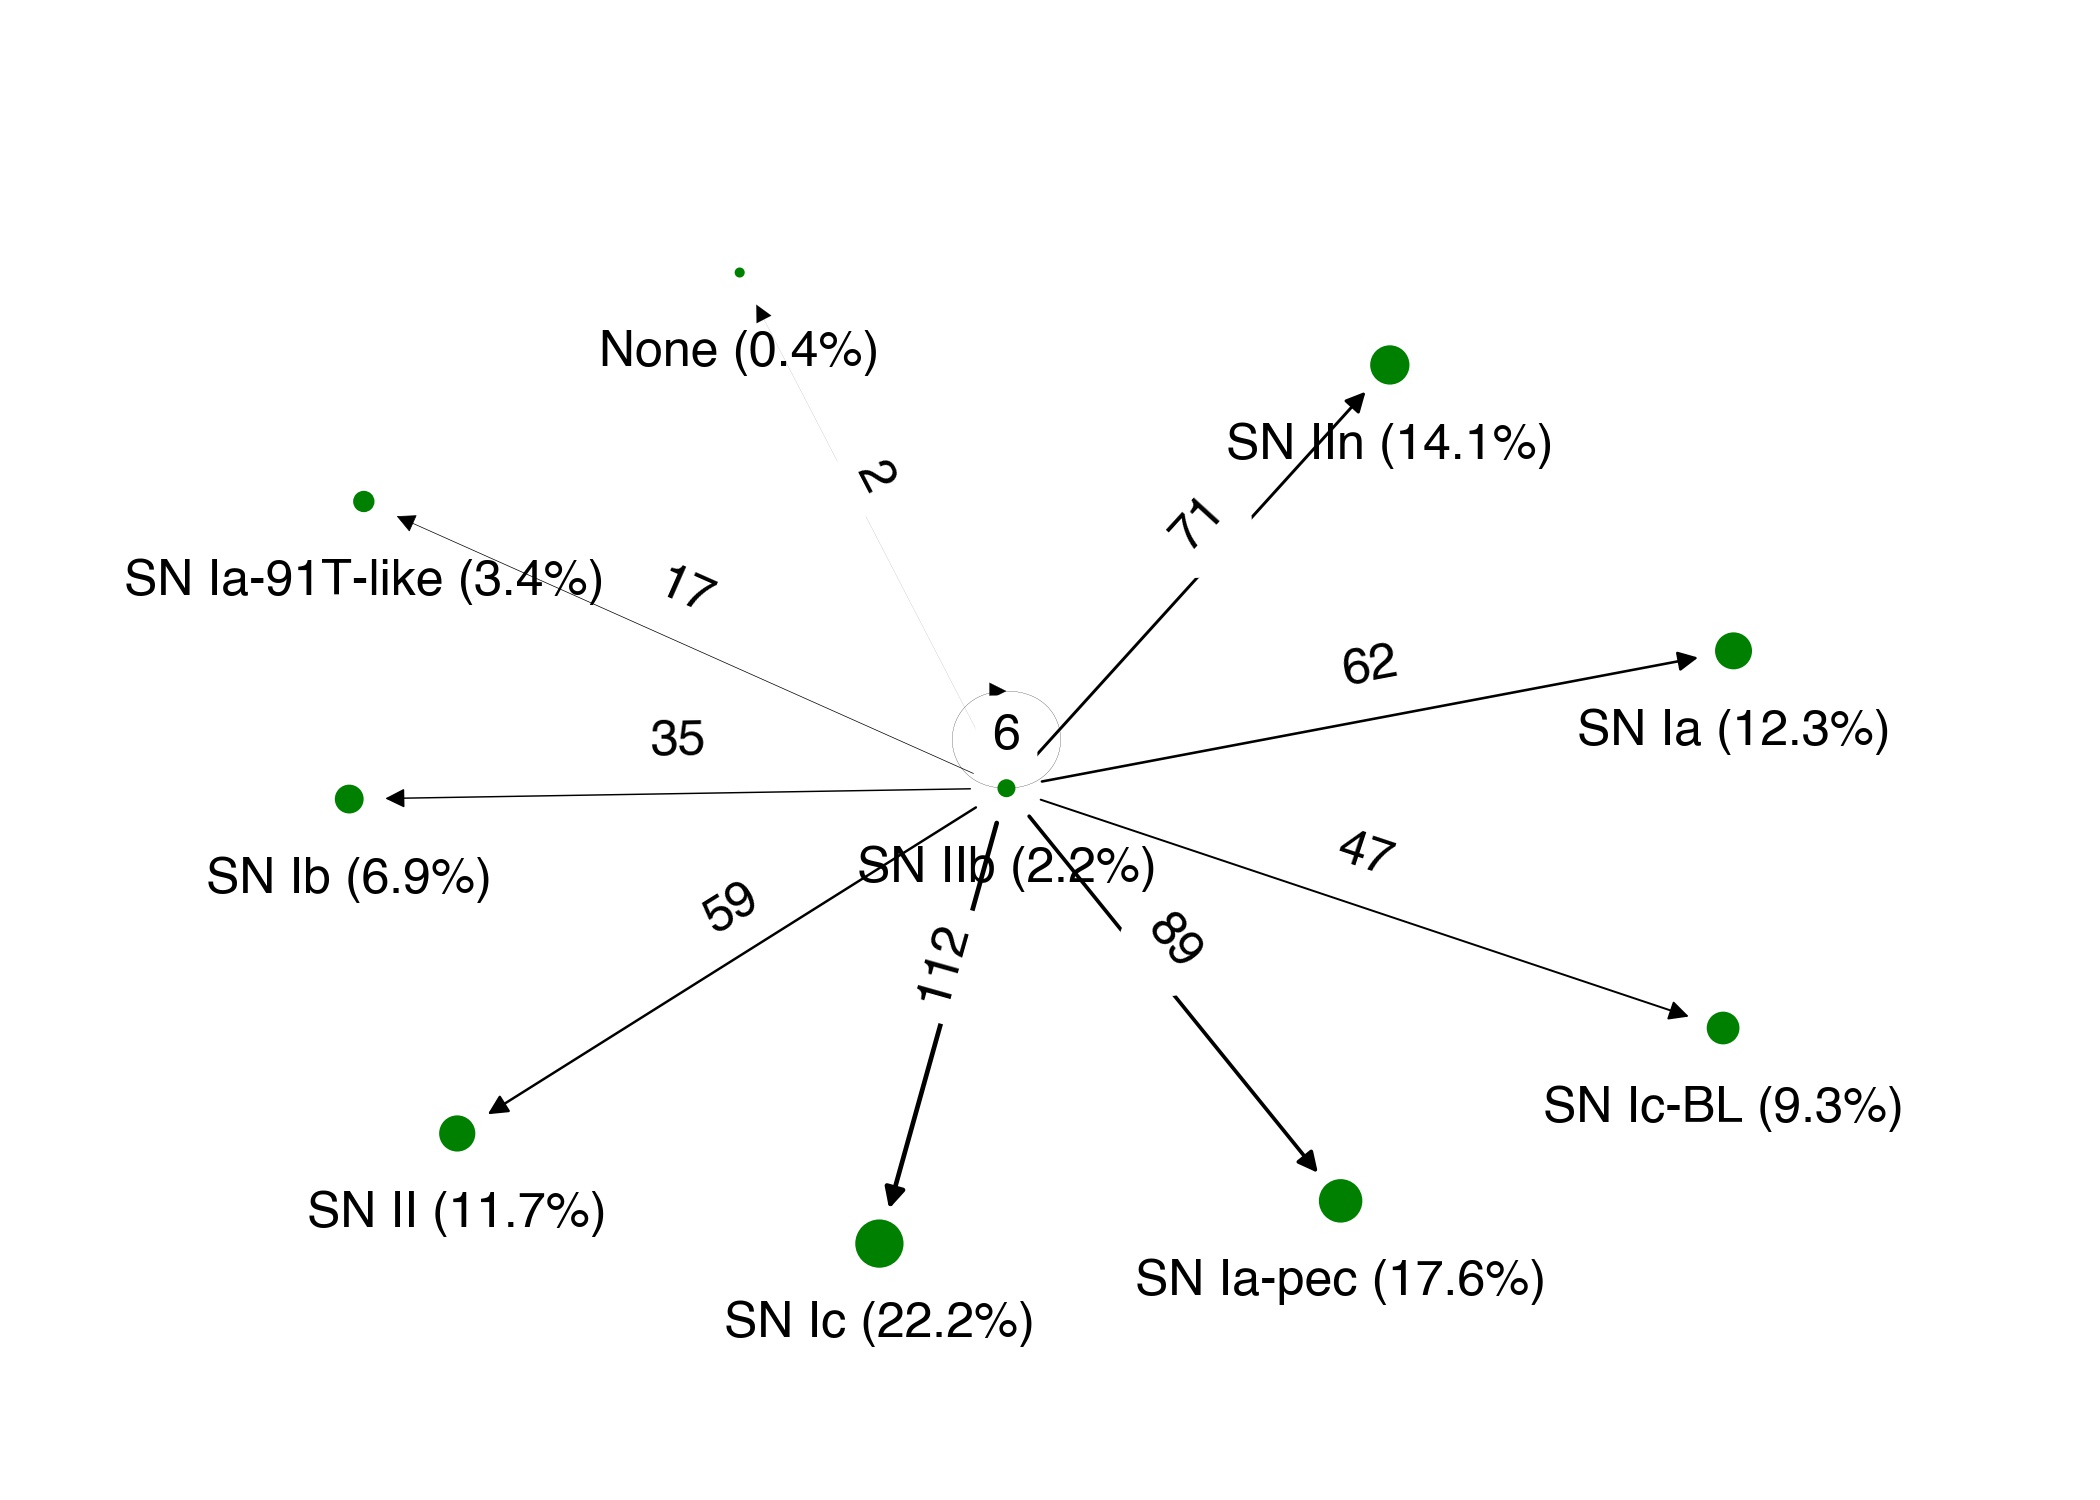 None (0.4%)
SN IIn (14.1%)
2
71
SN Ia-91T-like (3.4%)
17
62
SN Ia (12.3%)
35
6
SN Ib (6.9%)
SN IIb (2.2%)
47
59
112
89
SN Ic-BL (9.3%)
SN II (11.7%)
SN Ia-pec (17.6%)
SN Ic (22.2%)